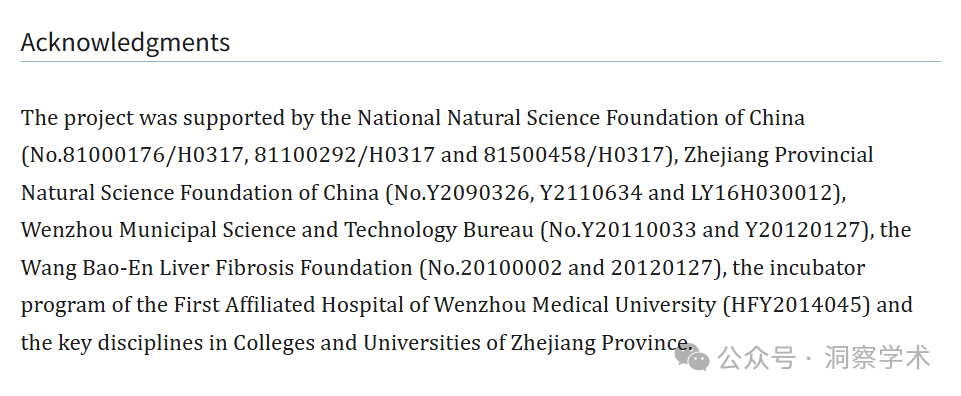 Acknowledgments
The project was supported by the National Natural Science Foundation of China
(No.81000176/H0317, 81100292/H0317 and 81500458/H0317), Zhejiang Provincial
Natural Science Foundation of China (No.Y2090326, Y2110634 and LY16H030012),
Wenzhou Municipal Science and Technology Bureau (No.Y20110033 and Y20120127), the
Wang Bao-En Liver Fibrosis Foundation (No.20100002 and 20120127), the incubator
program of the First Affiliated Hospital of Wenzhou Medical University (HFY2014045) and
the key disciplines in Colleges and Universities of Zhejiang Province.
公众号 · 洞察学术